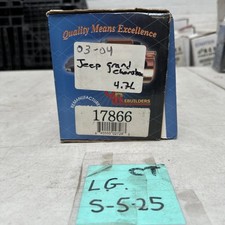 Quality Means Excellence
03-04
Jeep grand
cherokee
4.7L
17866
CT
LG.
S-5-25